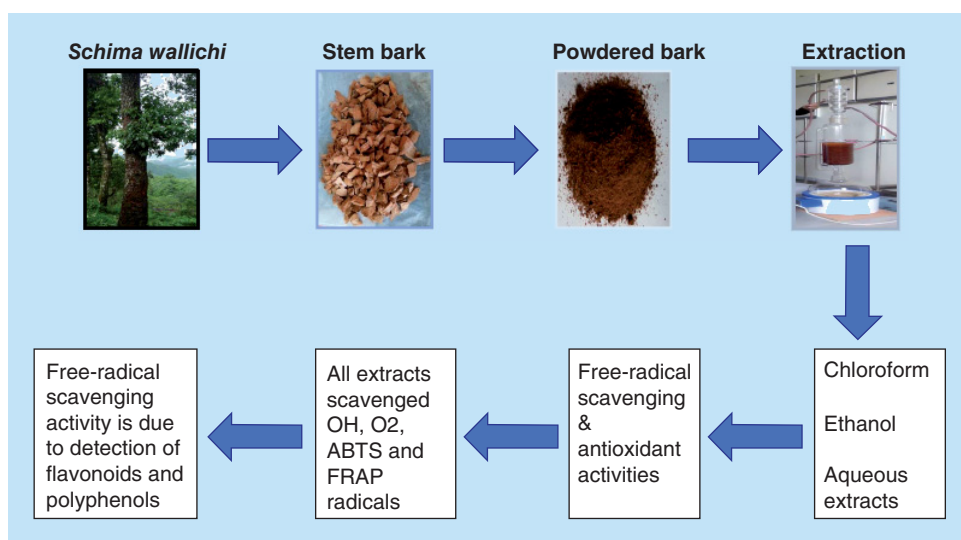 Schima wallichi
Stem bark
Powdered bark
Extraction
Chloroform
Ethanol
Aqueous
extracts
Free-radical
scavenging
&
antioxidant
activities
All extracts
scavenged
OH, O2,
ABTS and
FRAP
radicals
Free-radical
scavenging
activity is due
to detection of
flavonoids and
polyphenols